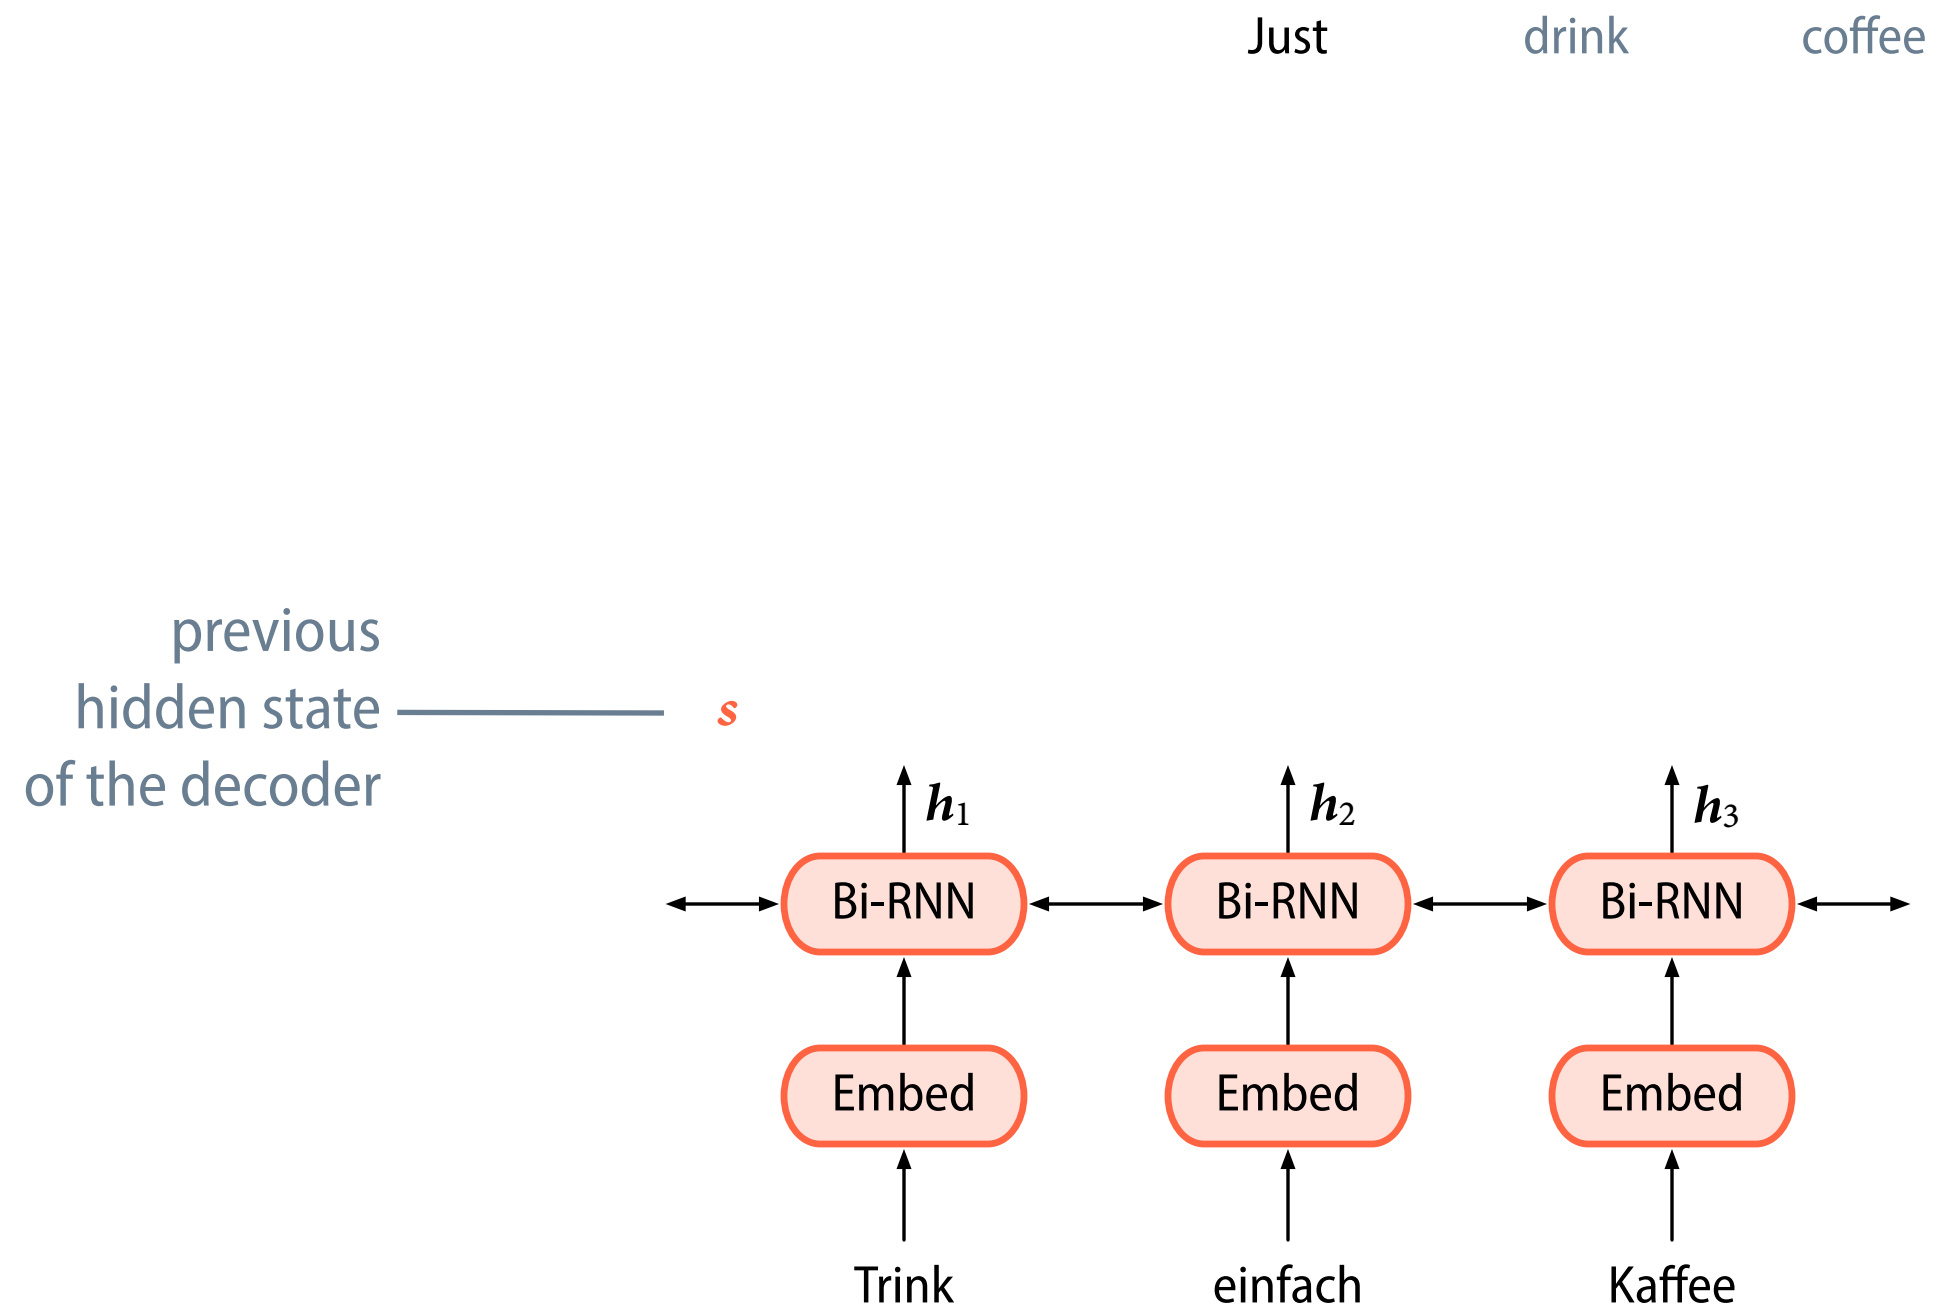 Just drink coffee
previous
hidden state
of the decoder
s
h1 h2 h3
Bi-RNN Bi-RNN Bi-RNN
Embed Embed Embed
Trink einfach Kaffee